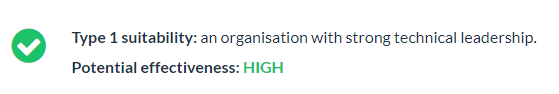 Type 1 suitability: an organisation with strong technical leadership.
Potential effectiveness: HIGH